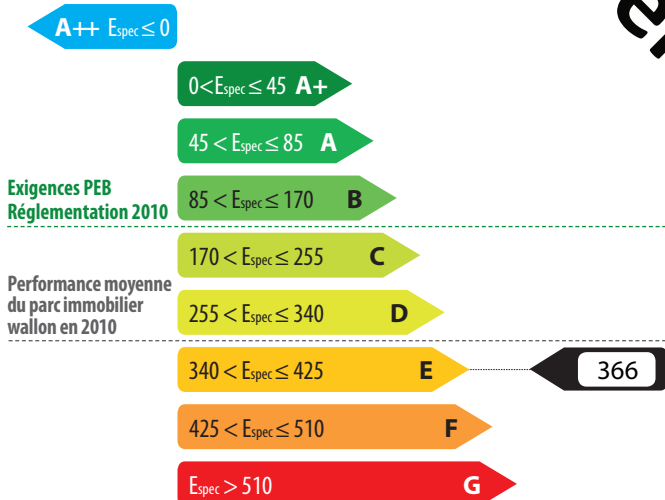 A++ Espec ≤ 0
0<Espec ≤ 45 A+
45 < Espec ≤ 85 A
Exigences PEB
Réglementation 2010
85 < Espec ≤ 170 B
170 < Espec ≤ 255 C
Performance moyenne
du parc immobilier
wallon en 2010
255 < Espec ≤ 340 D
340 < Espec ≤ 425 E
366
425 < Espec ≤ 510 F
Espec > 510 G